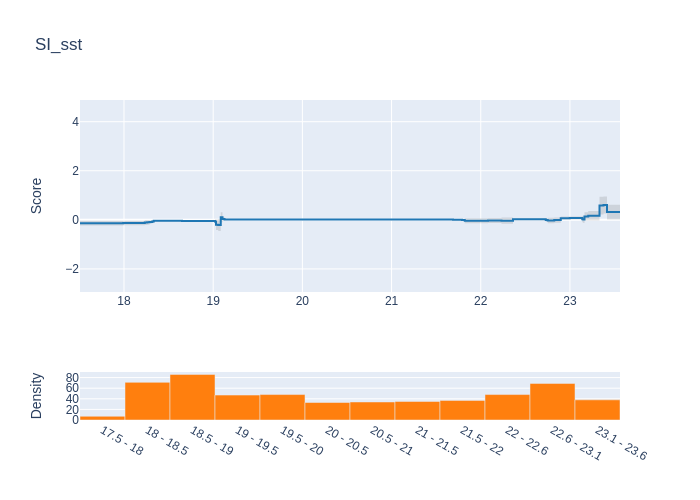 SI_sst
Score
4
2
0
−2
18
19
20
21
22
23
Density
80
60
40
20
0
17.5 - 18
18 - 18.5
18.5 - 19
19 - 19.5
19.5 - 20
20 - 20.5
20.5 - 21
21 - 21.5
21.5 - 22
22 - 22.6
22.6 - 23.1
23.1 - 23.6